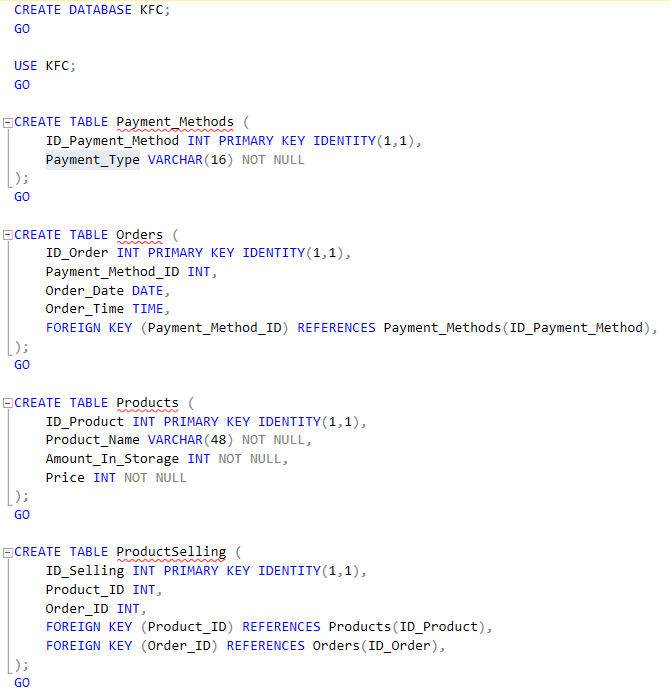 CREATE DATABASE KFC;
GO
USE KFC;
GO
CREATE TABLE Payment_Methods (
ID_Payment_Method INT PRIMARY KEY IDENTITY(1,1),
Payment_Type VARCHAR(16) NOT NULL
);
GO
CREATE TABLE Orders (
ID_Order INT PRIMARY KEY IDENTITY(1,1),
Payment_Method_ID INT,
Order_Date DATE,
Order_Time TIME,
FOREIGN KEY (Payment_Method_ID) REFERENCES Payment_Methods(ID_Payment_Method),
);
GO
CREATE TABLE Products (
ID_Product INT PRIMARY KEY IDENTITY(1,1),
Product_Name VARCHAR(48) NOT NULL,
Amount_In_Storage INT NOT NULL,
Price INT NOT NULL
);
GO
CREATE TABLE ProductSelling (
ID_Selling INT PRIMARY KEY IDENTITY(1,1),
Product_ID INT,
Order_ID INT,
FOREIGN KEY (Product_ID) REFERENCES Products(ID_Product),
FOREIGN KEY (Order_ID) REFERENCES Orders(ID_Order),
);
GO